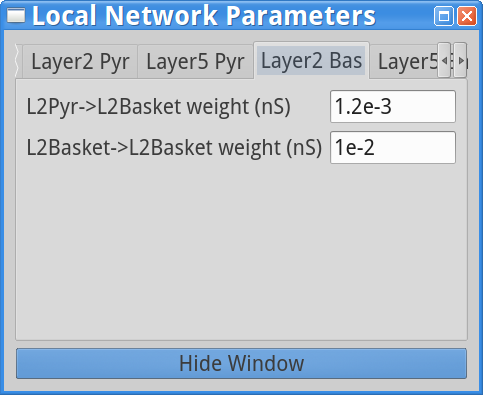 Local Network Parameters
Layer2 Pyr Layer5 Pyr Layer2 Bas Layer5
L2Pyr->L2Basket weight (nS) 1.2e-3
L2Basket->L2Basket weight (nS) 1e-2
Hide Window